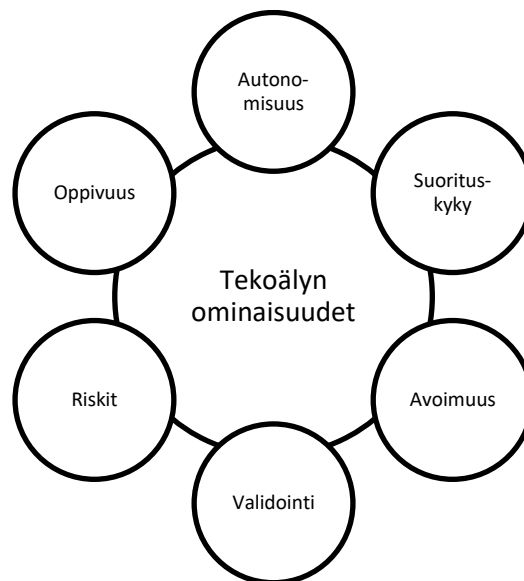 Autono-
misuus
Suoritus-
kyky
Oppivuus
Tekoälyn
ominaisuudet
Riskit
Avoimuus
Validointi